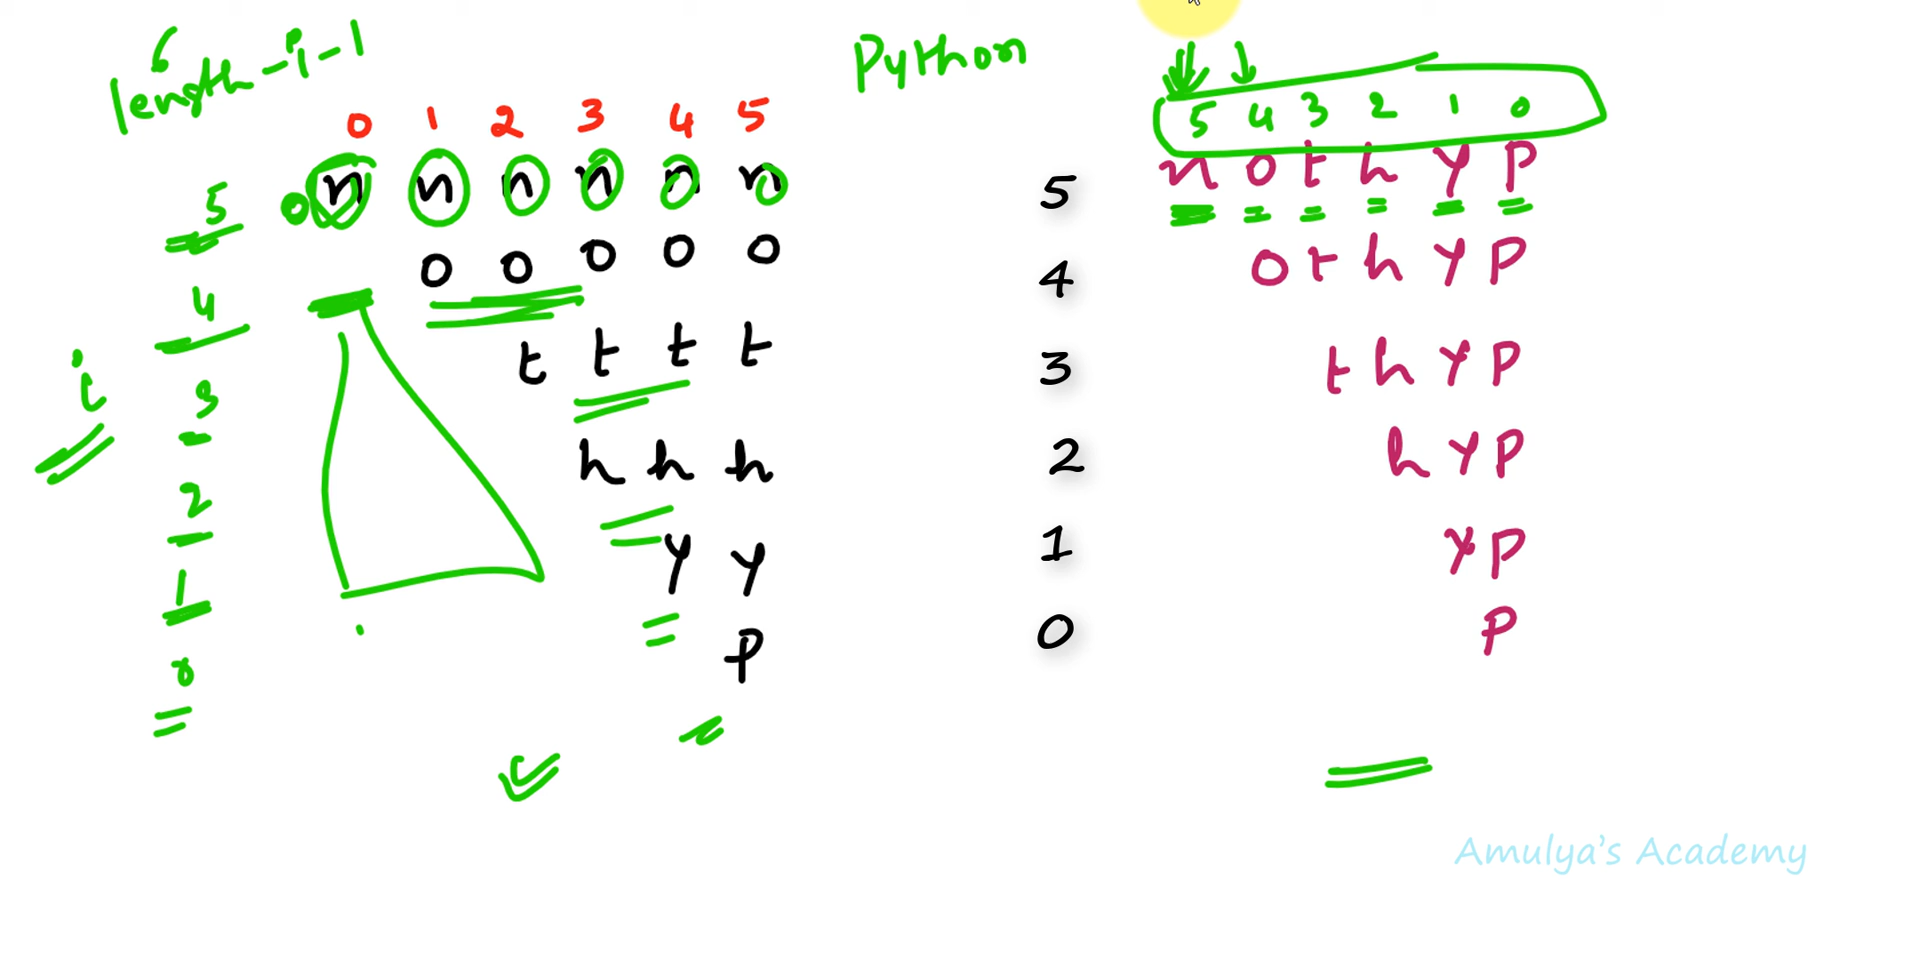 6
length-i-1
Python
0 1 2 3 4 5
5 4 3 2 1 0
5 n n n n n n
5 n o t h y p
4 o o o o o
4 o t h y p
i
3 t t t t
3 t h y p
2 h h h
2 h y p
1 y y
1 y p
0 p
0 p
Amulya's Academy